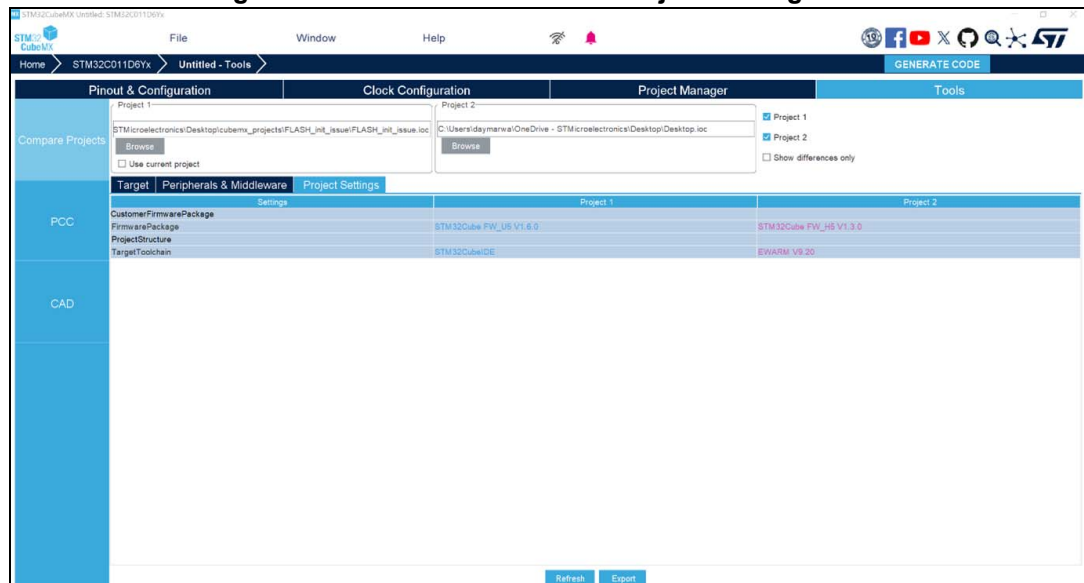 STM32CubeMX Untitled: STM32C011D6Yx
STM32 CubeMX File Window Help 19 f X ST
Home STM32C011D6Yx Untitled - Tools GENERATE CODE
Pinout & Configuration Clock Configuration Project Manager Tools
Compare Projects
PCC
CAD
Project 1
STMicroelectronics\Desktop\cubemx_projects\FLASH_init_issue\FLASH_init_issue.ioc
Browse
Use current project
Project 2
C:\Users\daymarwa\OneDrive - STMicroelectronics\Desktop\Desktop.ioc
Browse
Project 1
Project 2
Show differences only
Target Peripherals & Middleware Project Settings
Settings Project 1 Project 2
CustomerFirmwarePackage
FirmwarePackage STM32Cube FW_U5 V1.6.0 STM32Cube FW_H5 V1.3.0
ProjectStructure
TargetToolchain STM32CubeIDE EWARM V9.20
Refresh Export